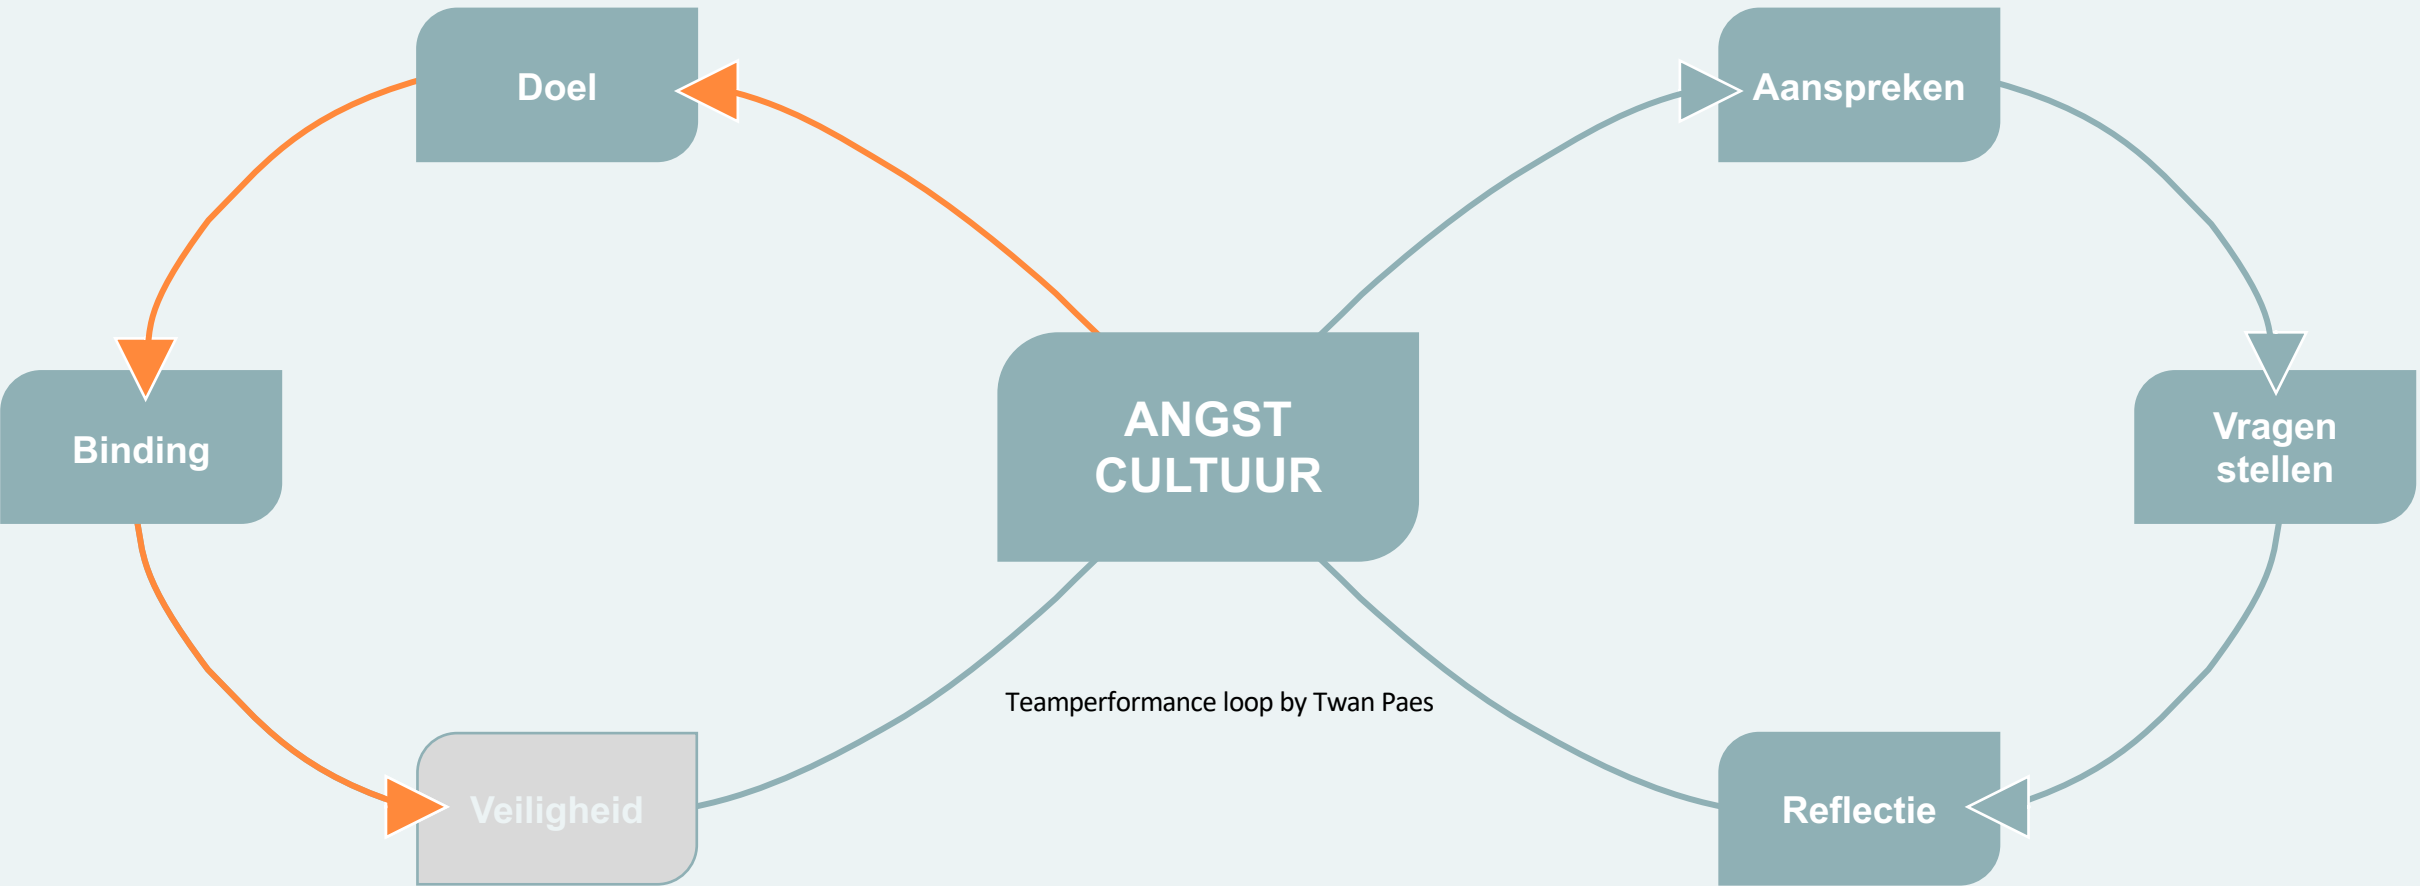 Doel
Aanspreken
ANGST
CULTUUR
Binding
Vragen
stellen
Teamperformance loop by Twan Paes
Veiligheid
Reflectie